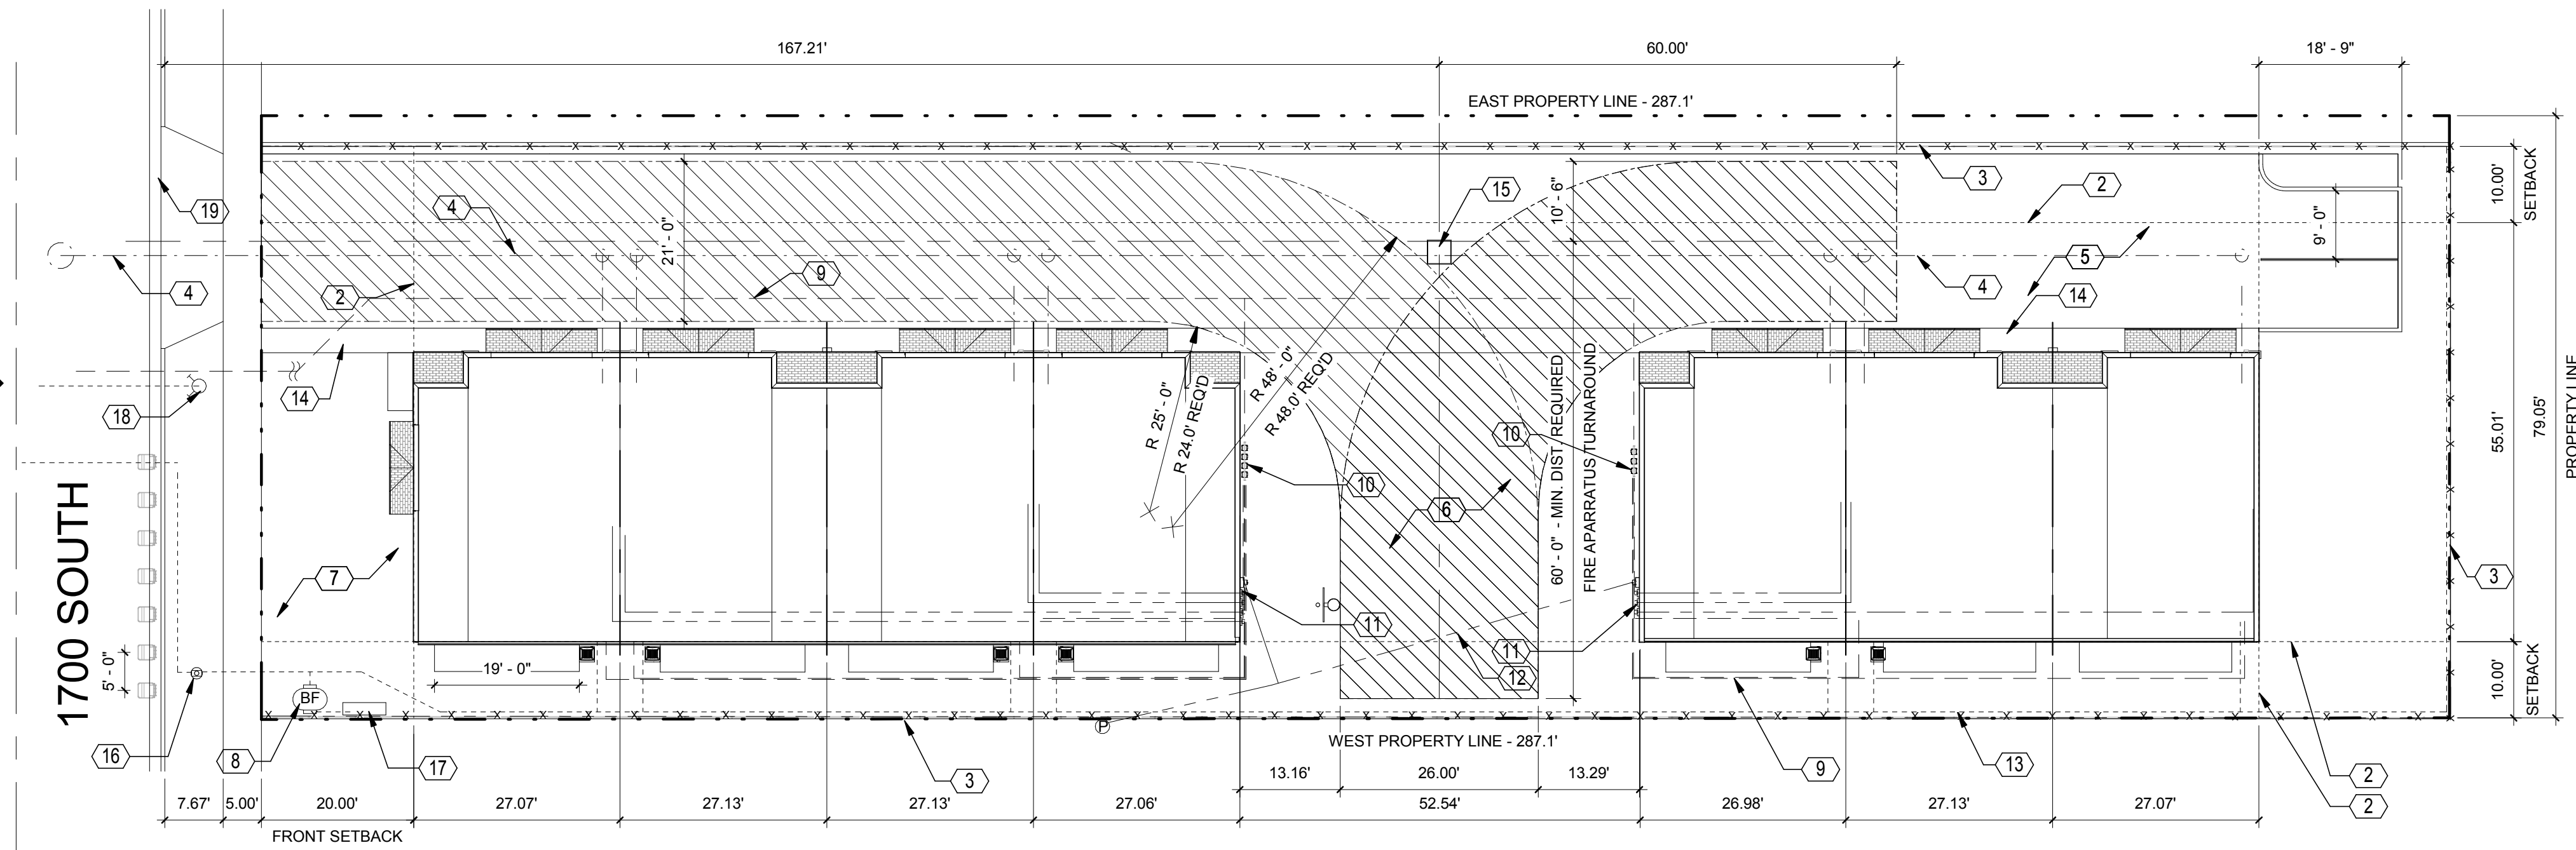 167.21'
60.00'
18' - 9"
EAST PROPERTY LINE - 287.1'
3
2
15
19
4
21' - 0"
10' - 6"
10.00'
SETBACK
9' - 0"
5
4
2
9
4
14
14
18
R 25' - 0"
R 24.0' REQ'D
R 48' - 0"
R 48.0' REQ'D
60' - 0" - MIN. DIST REQUIRED
FIRE APARRATUS TURNAROUND
10
10
6
55.01'
79.05'
PROPERTY LINE
1700 SOUTH
7
3
11
11
12
5' - 0"
19' - 0"
BF
P
10.00'
SETBACK
16
8
17
3
WEST PROPERTY LINE - 287.1'
9
13
2
2
13.16'
26.00'
13.29'
7.67'
5.00'
20.00'
27.07'
27.13'
27.13'
27.06'
52.54'
26.98'
27.13'
27.07'
FRONT SETBACK